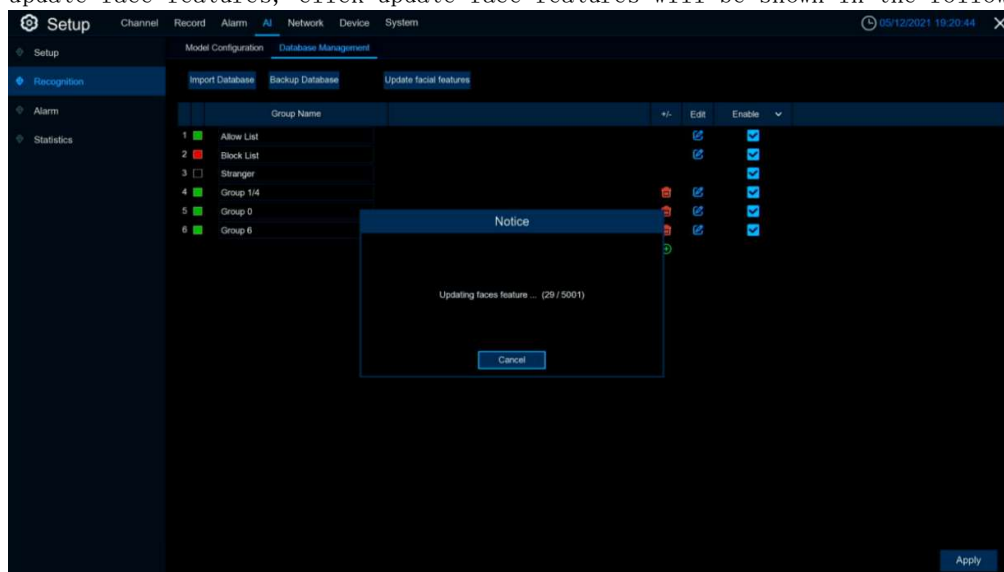 update face features, click update face features will be shown in the follow
Setup Channel Record Alarm AI Network Device System 05/12/2021 19:20:44 X
Setup Model Configuration Database Management
Recognition Import Database Backup Database Update facial features
Alarm Group Name +/- Edit Enable
Statistics 1 Allow List
2 Block List
3 Stranger
4 Group 1/4
5 Group 0
6 Group 6
Notice
Updating faces feature ... (29 / 5001)
Cancel
Apply